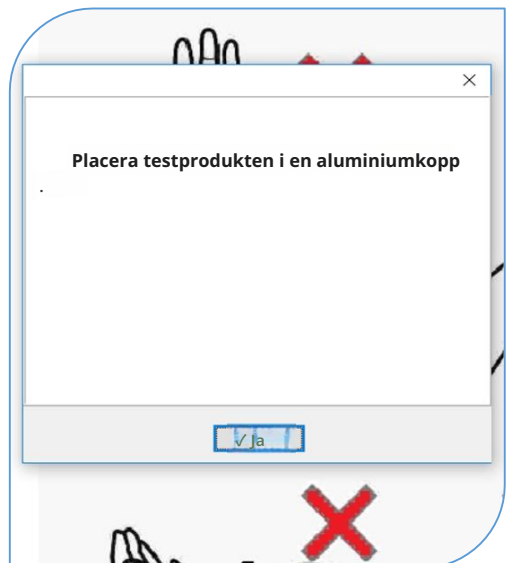 Placera testprodukten i en aluminiumkopp
.
√ Ja